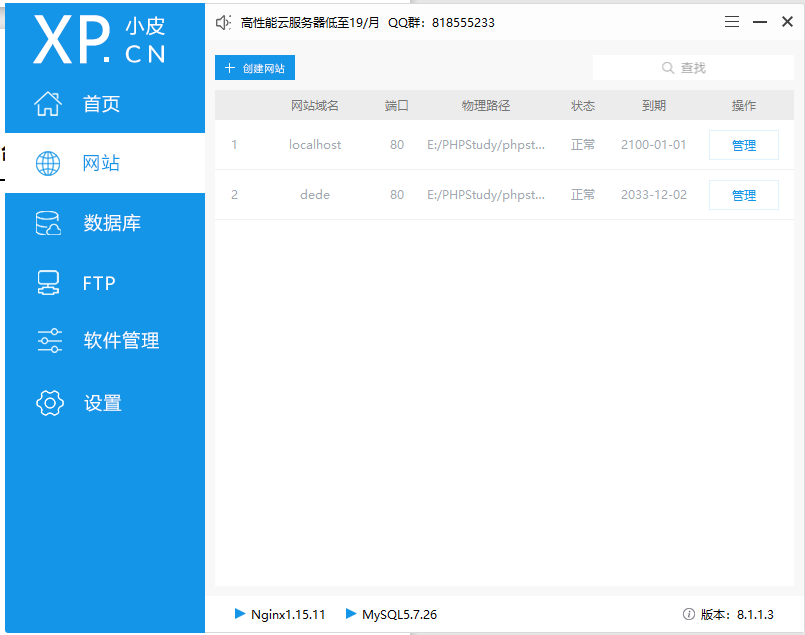 XP. 小皮 CN
高性能云服务器低至19/月 QQ群：818555233
首页
网站
数据库
FTP
软件管理
设置
创建网站
查找
网站域名 端口 物理路径 状态 到期 操作
1 localhost 80 E:/PHPStudy/phpst... 正常 2100-01-01 管理
2 dede 80 E:/PHPStudy/phpst... 正常 2033-12-02 管理
Nginx1.15.11 MySQL5.7.26 版本：8.1.1.3